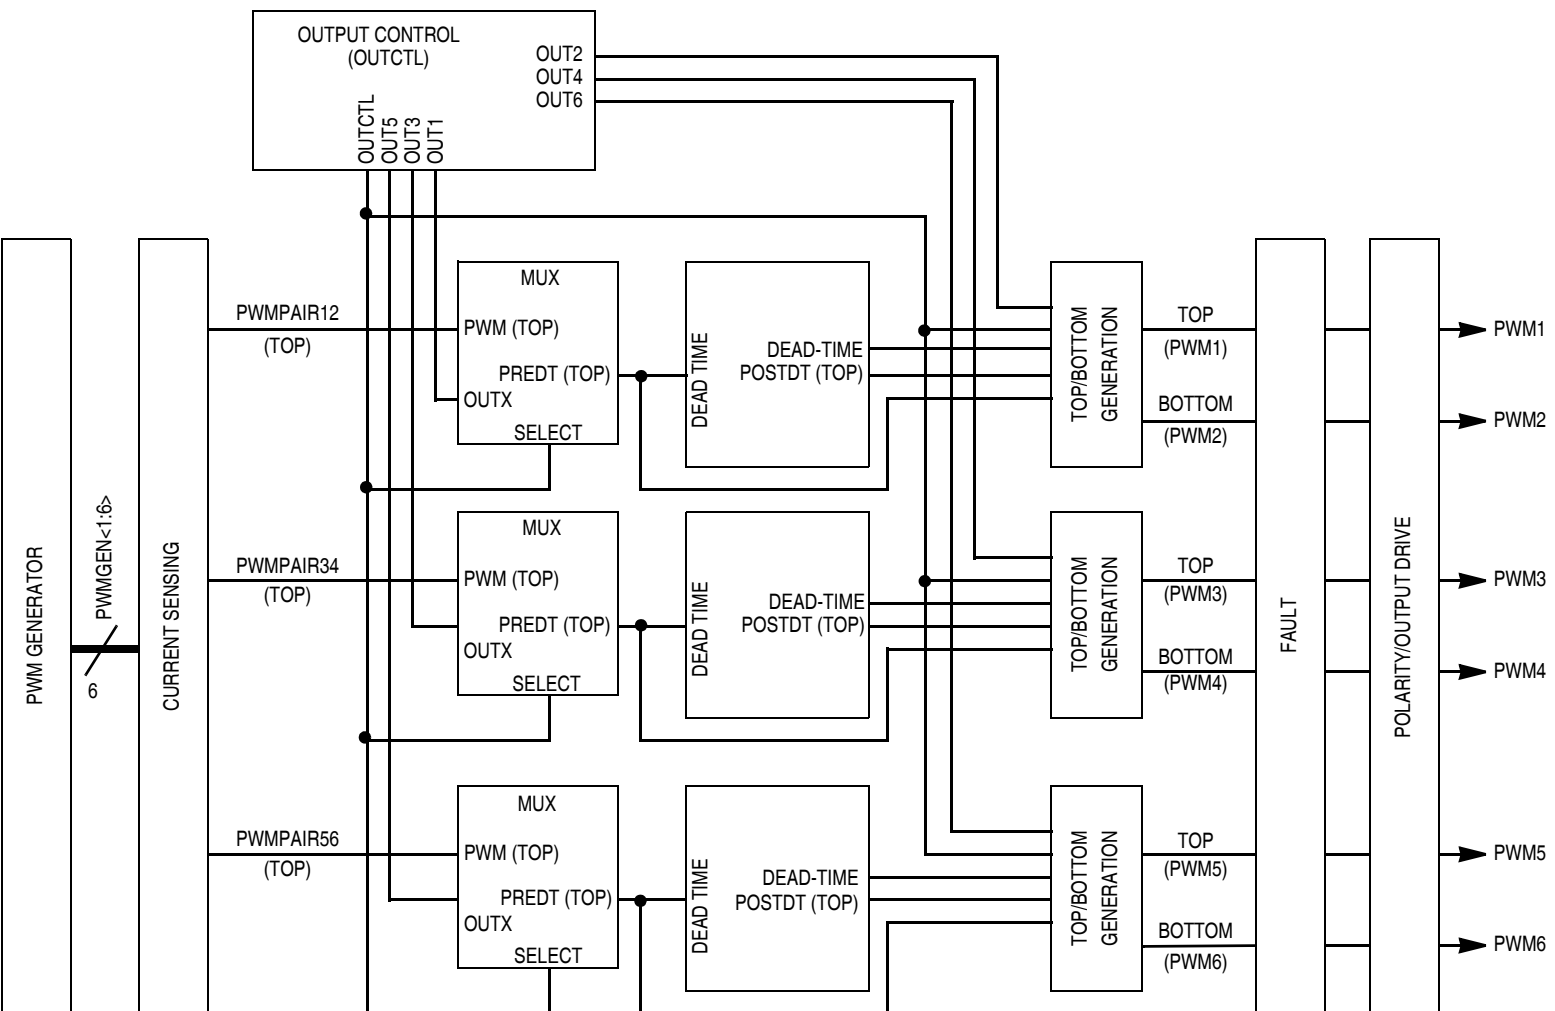 OUTPUT CONTROL
(OUTCTL)
OUT2
OUT4
OUT6
OUTCTL
OUT5
OUT3
OUT1
PWM GENERATOR
PWMGEN<1:6>
6
CURRENT SENSING
PWMPAIR12
(TOP)
MUX
PWM (TOP)
PREDT (TOP)
OUTX
SELECT
DEAD TIME
DEAD-TIME
POSTDT (TOP)
TOP/BOTTOM
GENERATION
TOP
(PWM1)
BOTTOM
(PWM2)
PWM1
PWM2
PWMPAIR34
(TOP)
MUX
PWM (TOP)
PREDT (TOP)
OUTX
SELECT
DEAD TIME
DEAD-TIME
POSTDT (TOP)
TOP/BOTTOM
GENERATION
TOP
(PWM3)
BOTTOM
(PWM4)
FAULT
POLARITY/OUTPUT DRIVE
PWM3
PWM4
PWMPAIR56
(TOP)
MUX
PWM (TOP)
PREDT (TOP)
OUTX
SELECT
DEAD TIME
DEAD-TIME
POSTDT (TOP)
TOP/BOTTOM
GENERATION
TOP
(PWM5)
BOTTOM
(PWM6)
PWM5
PWM6